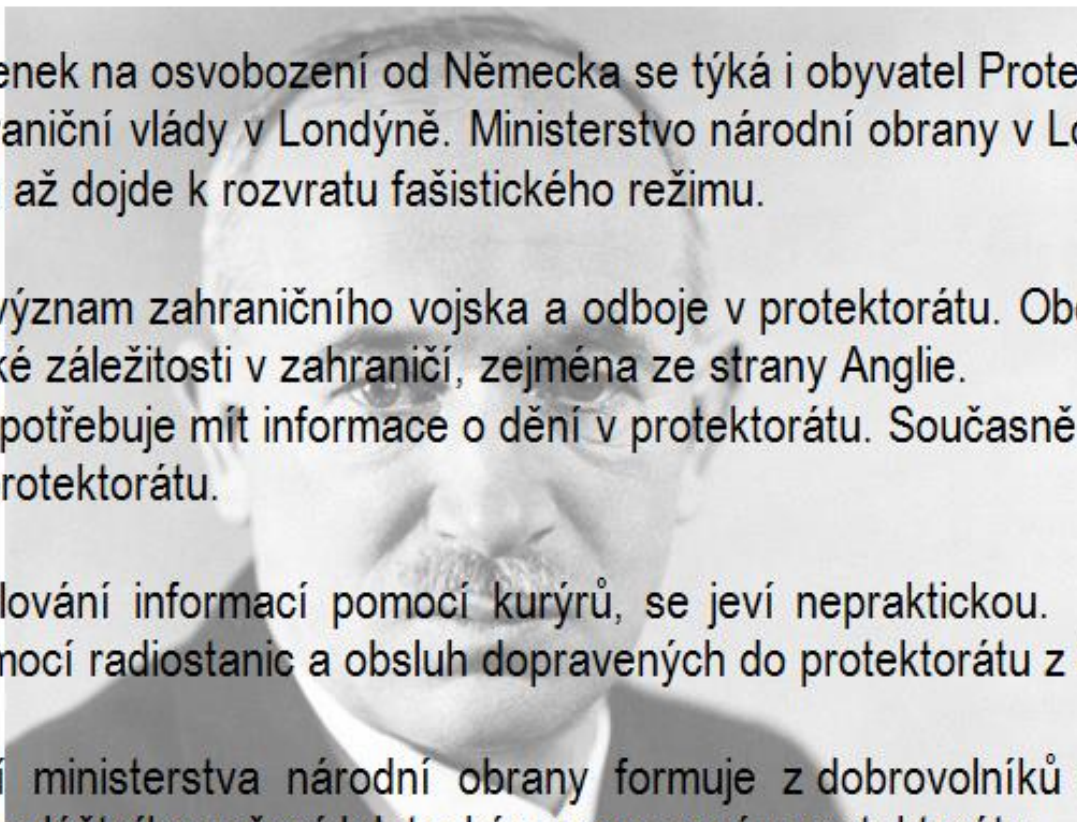 enek na osvobození od Německa se týká i obyvatel Prote
raniční vlády v Londýně. Ministerstvo národní obrany v Lo
až dojde k rozvratu fašistického režimu.
význam zahraničního vojska a odboje v protektorátu. Obo
ké záležitosti v zahraničí, zejména ze strany Anglie.
potřebuje mít informace o dění v protektorátu. Současně
rotektorátu.
lování informací pomocí kurýrů, se jeví nepraktickou.
mocí radiostanic a obsluh dopravených do protektorátu z
í ministerstva národní obrany formuje z dobrovolníků